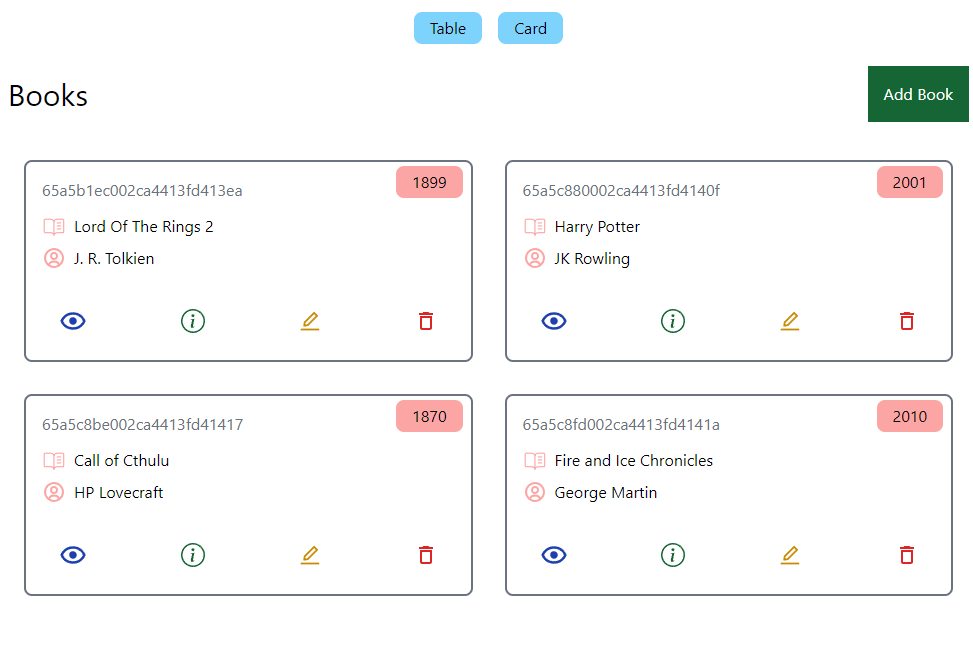 Table Card
Books
Add Book
65a5b1ec002ca4413fd413ea
1899
Lord Of The Rings 2
J. R. Tolkien
65a5c880002ca4413fd4140f
2001
Harry Potter
JK Rowling
65a5c8be002ca4413fd41417
1870
Call of Cthulu
HP Lovecraft
65a5c8fd002ca4413fd4141a
2010
Fire and Ice Chronicles
George Martin